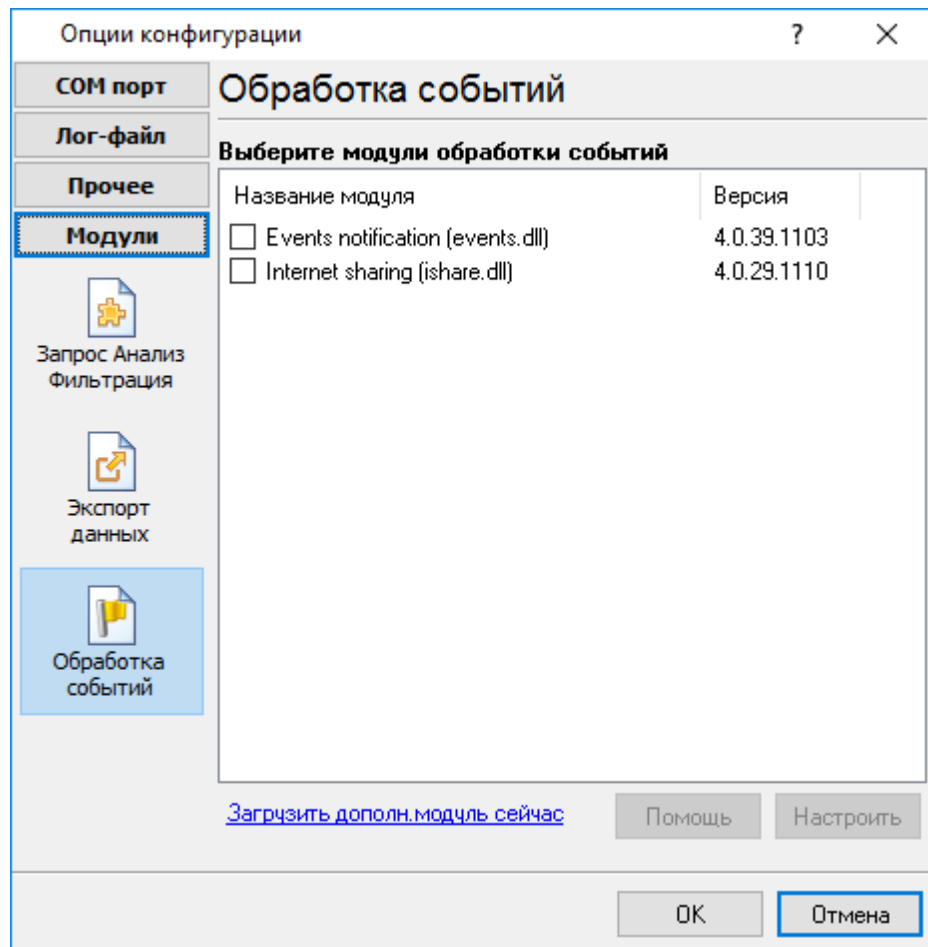 Опции конфигурации
?
COM порт
Лог-файл
Прочее
Модули
Запрос Анализ
Фильтрация
Экспорт
данных
Обработка
событий
Обработка событий
Выберите модули обработки событий
Название модуля Версия
Events notification (events.dll) 4.0.39.1103
Internet sharing (ishare.dll) 4.0.29.1110
Загрузить дополн.модуль сейчас
Помощь
Настроить
OK
Отмена